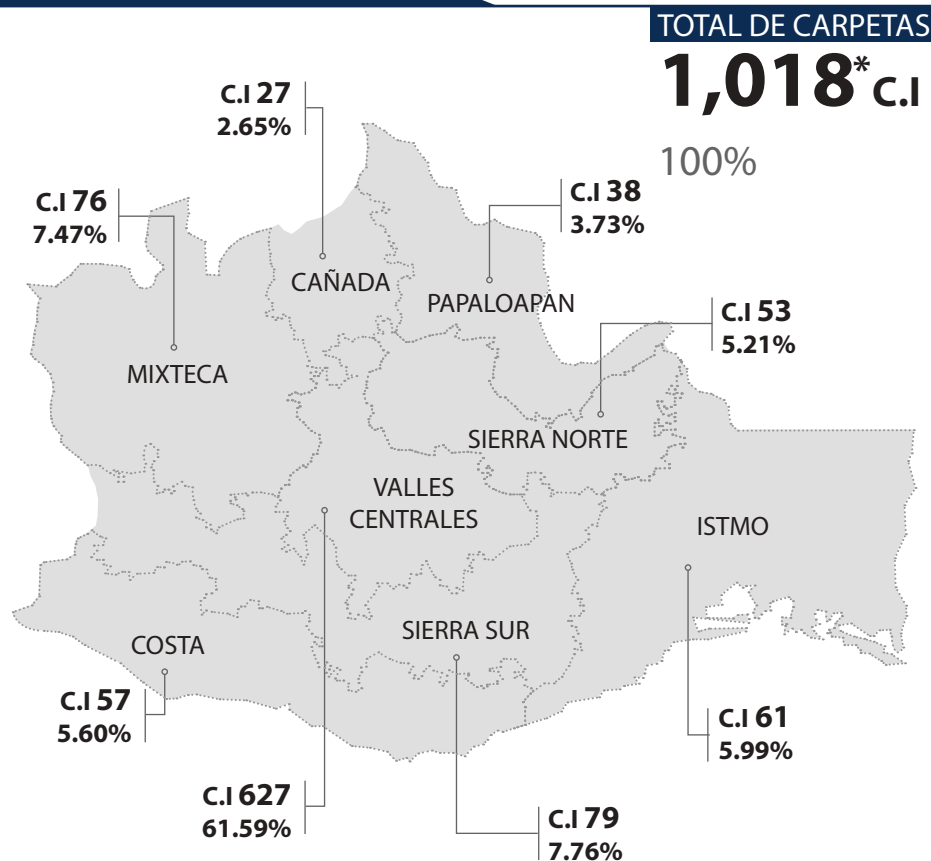 TOTAL DE CARPETAS
1,018* C.I
100%
C.I 27
2.65%
C.I 76
7.47%
C.I 38
3.73%
CAÑADA
PAPALOAPAN
C.I 53
5.21%
MIXTECA
SIERRA NORTE
VALLES
CENTRALES
ISTMO
SIERRA SUR
COSTA
C.I 57
5.60%
C.I 61
5.99%
C.I 627
61.59%
C.I 79
7.76%